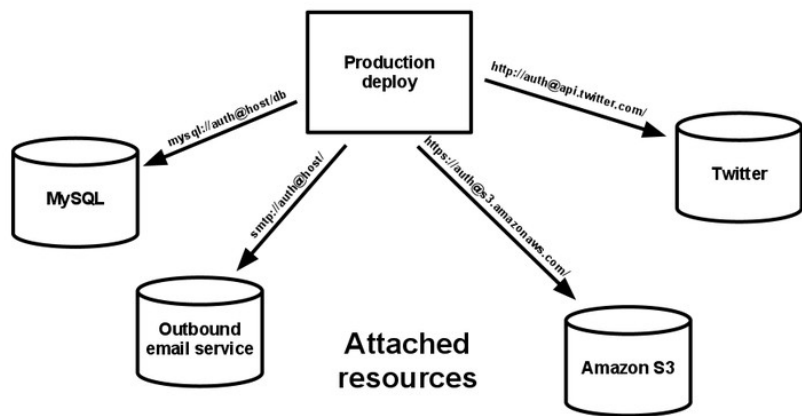 Production
deploy
mysql://auth@host/db
smtp://auth@host/
https://auth@s3.amazonaws.com/
http://auth@api.twitter.com/
MySQL
Twitter
Outbound
email service
Attached
resources
Amazon S3